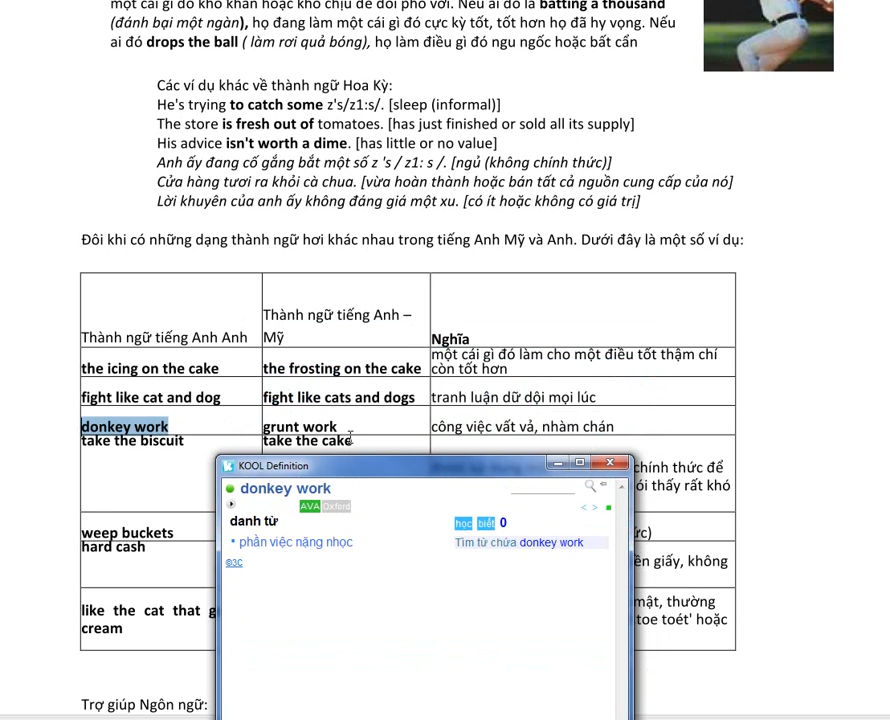 một cái gì đó khó khăn hoặc khó chịu để đối phó với. Nếu ai đó là batting a thousand
(đánh bại một ngàn), họ đang làm một cái gì đó cực kỳ tốt, tốt hơn họ đã hy vọng. Nếu
ai đó drops the ball ( làm rơi quả bóng), họ làm điều gì đó ngu ngốc hoặc bất cẩn
Các ví dụ khác về thành ngữ Hoa Kỳ:
He's trying to catch some z's/z1:s/. [sleep (informal)]
The store is fresh out of tomatoes. [has just finished or sold all its supply]
His advice isn't worth a dime. [has little or no value]
Anh ấy đang cố gắng bắt một số z 's / z1: s /. [ngủ (không chính thức)]
Cửa hàng tươi ra khỏi cà chua. [vừa hoàn thành hoặc bán tất cả nguồn cung cấp của nó]
Lời khuyên của anh ấy không đáng giá một xu. [có ít hoặc không có giá trị]
Đôi khi có những dạng thành ngữ hơi khác nhau trong tiếng Anh Mỹ và Anh. Dưới đây là một số ví dụ:
Thành ngữ tiếng Anh Anh
Thành ngữ tiếng Anh –
Mỹ
Nghĩa
the icing on the cake
the frosting on the cake
một cái gì đó làm cho một điều tốt thậm chí
còn tốt hơn
fight like cat and dog
fight like cats and dogs
tranh luận dữ dội mọi lúc
donkey work
grunt work
công việc vất vả, nhàm chán
take the biscuit
take the cake
chính thức để
ói thấy rất khó
weep buckets
ức)
hard cash
ền giấy, không
like the cat that g
cream
mật, thường
toe toét' hoặc
KOOL Definition
donkey work
AVA Oxford
danh từ
phần việc nặng nhọc
©3C
học biết 0
Tìm từ chứa donkey work
Trợ giúp Ngôn ngữ: